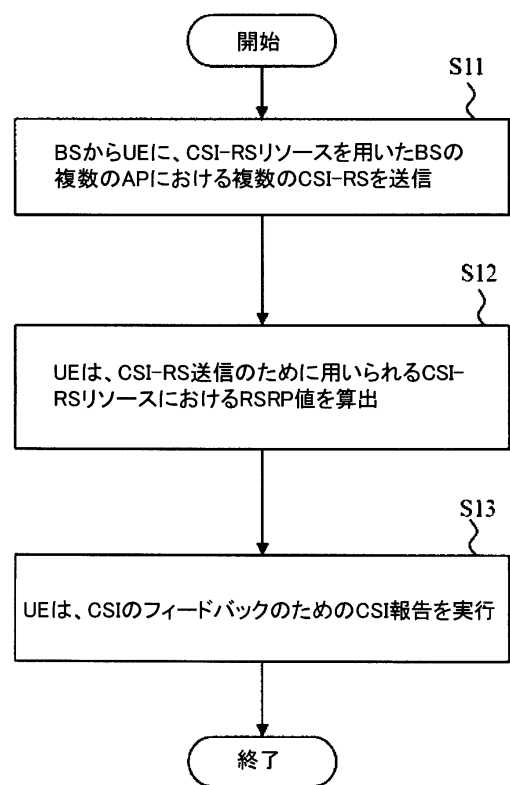 開始
S11
BSからUEに、CSI-RSリソースを用いたBSの
複数のAPにおける複数のCSI-RSを送信
S12
UEは、CSI-RS送信のために用いられるCSI-
RSリソースにおけるRSRP値を算出
S13
UEは、CSIのフィードバックのためのCSI報告を実行
終了